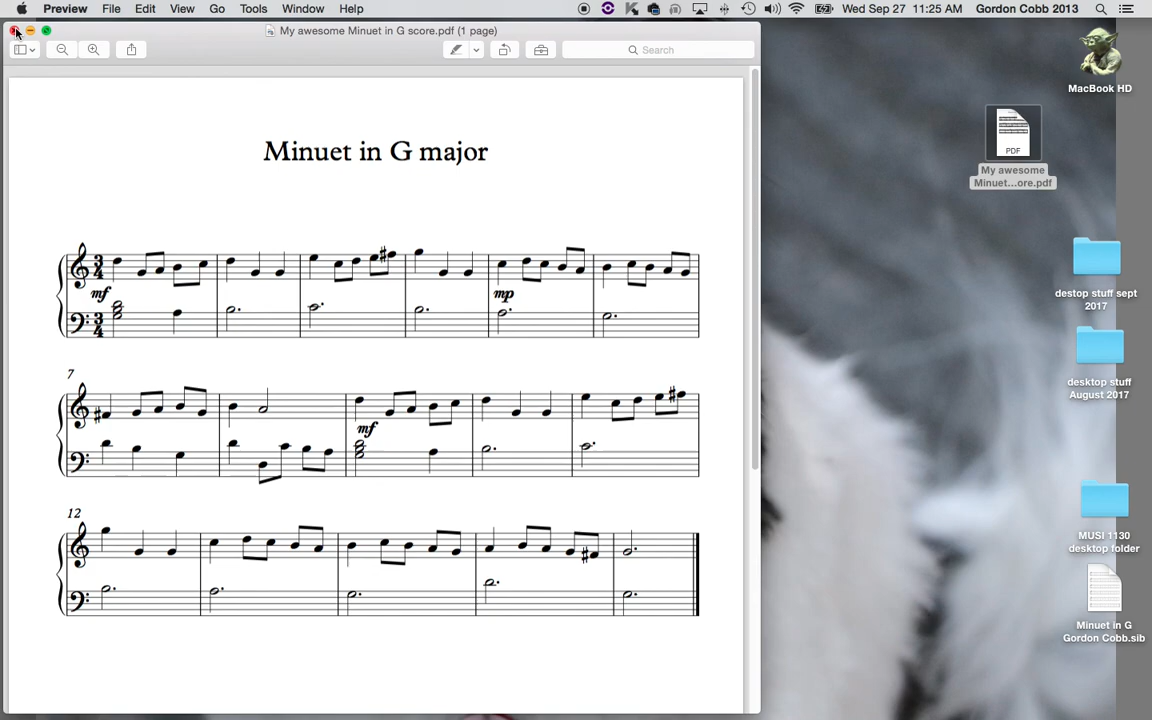 Preview File Edit View Go Tools Window Help Wed Sep 27 11:25 AM Gordon Cobb 2013
My awesome Minuet in G score.pdf (1 page)
Search
Minuet in G major
mf
mp
7
mf
12
MacBook HD
PDF
My awesome
Minuet...ore.pdf
destop stuff sept
2017
desktop stuff
August 2017
MUSI 1130
desktop folder
Minuet in G
Gordon Cobb.sib